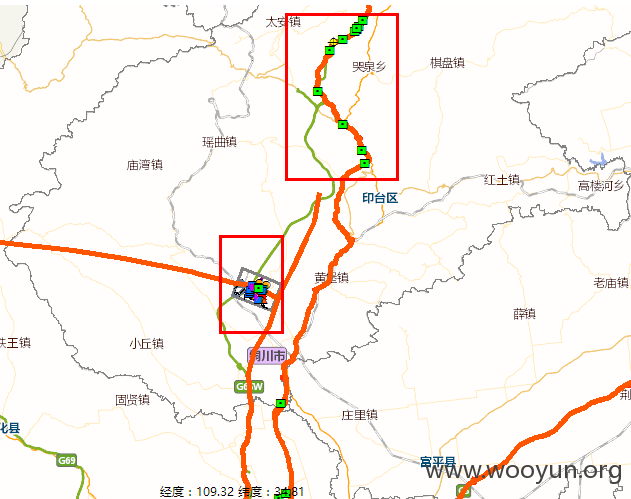 太安镇
哭泉乡
棋盘镇
瑶曲镇
庙湾镇
红土镇
高楼河乡
印台区
黄堡镇
老庙镇
薛镇
铁王镇
小丘镇
铜川市
G65W
固贤镇
庄里镇
荆
化县
富平县
G69
www.wooyun.org
经度：109.32 纬度：34.81